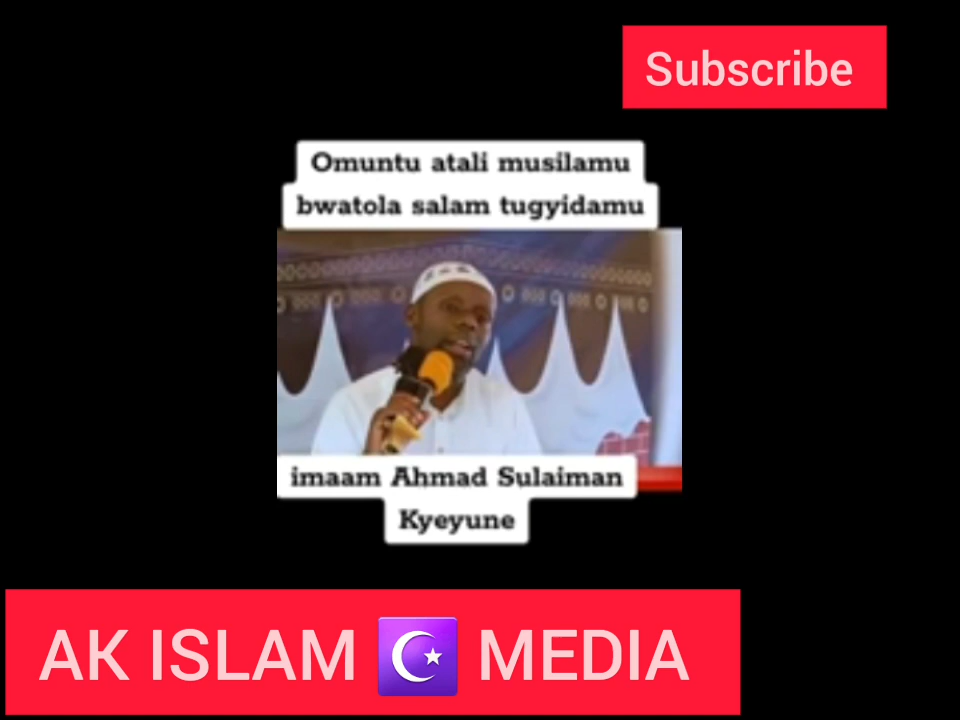 Subscribe
Omuntu atali musilamu
bwatola salam tugyidamu
imaam Ahmad Sulaiman
Kyeyune
AK ISLAM ☪ MEDIA